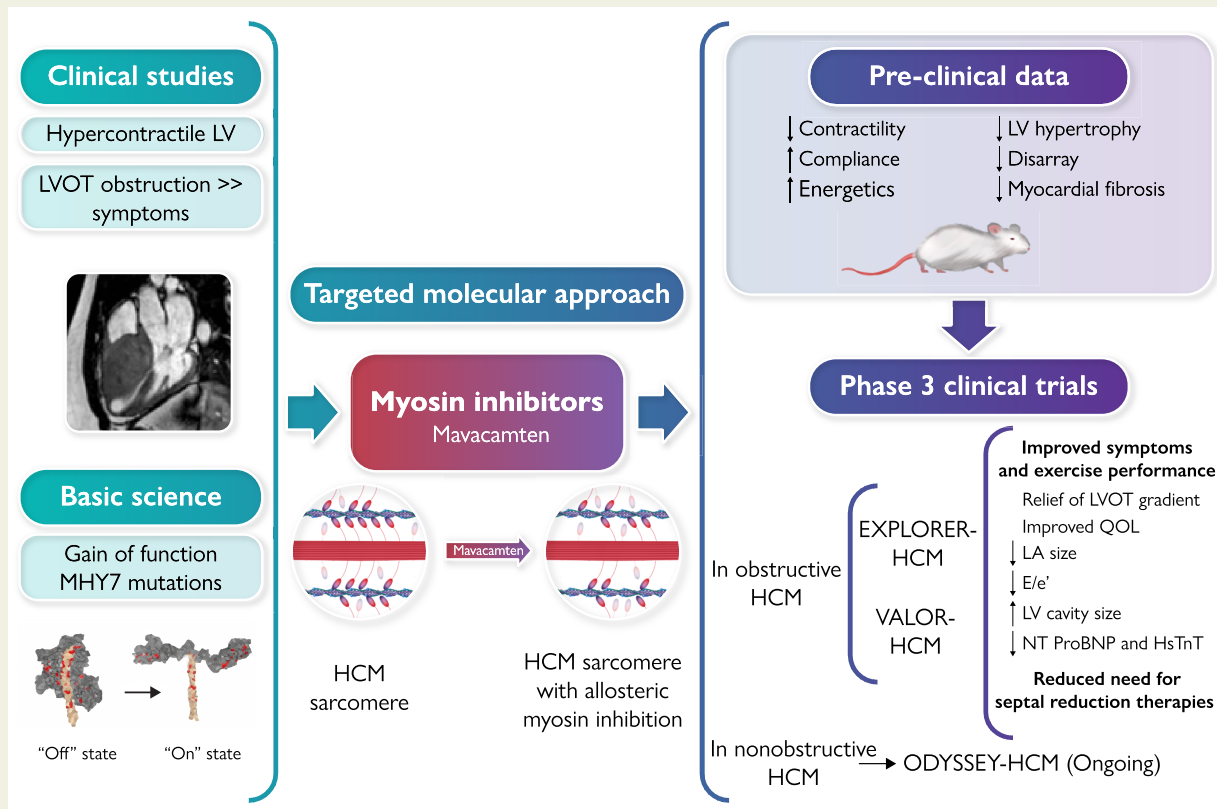 Clinical studies
Hypercontractile LV
LVOT obstruction >>
symptoms
Basic science
Gain of function
MHY7 mutations
“Off” state
“On” state
Targeted molecular approach
Myosin inhibitors
Mavacamten
Mavacamten
HCM
sarcomere
HCM sarcomere
with allosteric
myosin inhibition
Pre-clinical data
↓ Contractility
↑ Compliance
↑ Energetics
↓ LV hypertrophy
↓ Disarray
↓ Myocardial fibrosis
Phase 3 clinical trials
In obstructive
HCM
EXPLORER-
HCM
VALOR-
HCM
Improved symptoms
and exercise performance
Relief of LVOT gradient
Improved QOL
↓ LA size
↓ E/e’
↑ LV cavity size
↓ NT ProBNP and HsTnT
Reduced need for
septal reduction therapies
In nonobstructive
HCM
→ ODYSSEY-HCM (Ongoing)